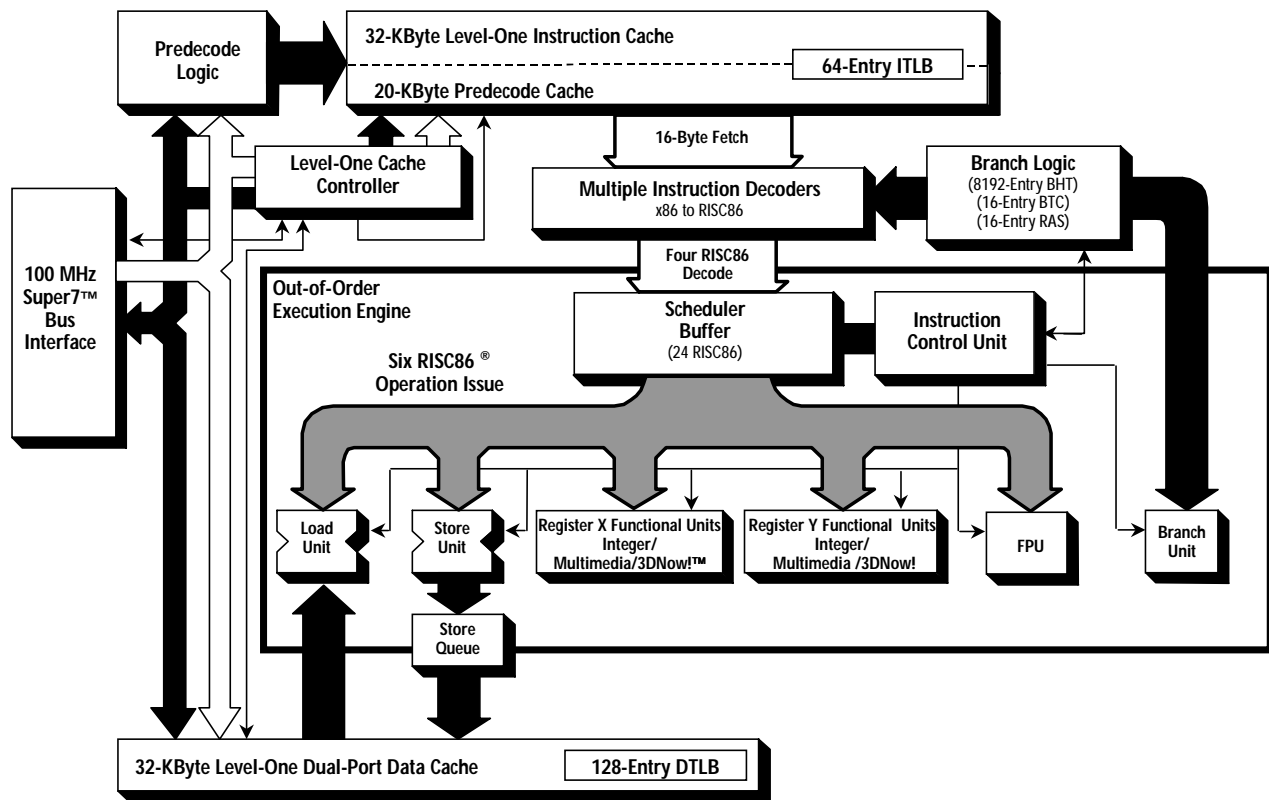 Predecode
Logic
32-KByte Level-One Instruction Cache
64-Entry ITLB
20-KByte Predecode Cache
Level-One Cache
Controller
16-Byte Fetch
Multiple Instruction Decoders
x86 to RISC86
Branch Logic
(8192-Entry BHT)
(16-Entry BTC)
(16-Entry RAS)
100 MHz
Super7™
Bus
Interface
Four RISC86
Decode
Out-of-Order
Execution Engine
Scheduler
Buffer
(24 RISC86)
Instruction
Control Unit
Six RISC86 ®
Operation Issue
Load
Unit
Store
Unit
Register X Functional Units
Integer/
Multimedia/3DNow!™
Register Y Functional Units
Integer/
Multimedia /3DNow!
FPU
Branch
Unit
Store
Queue
32-KByte Level-One Dual-Port Data Cache
128-Entry DTLB